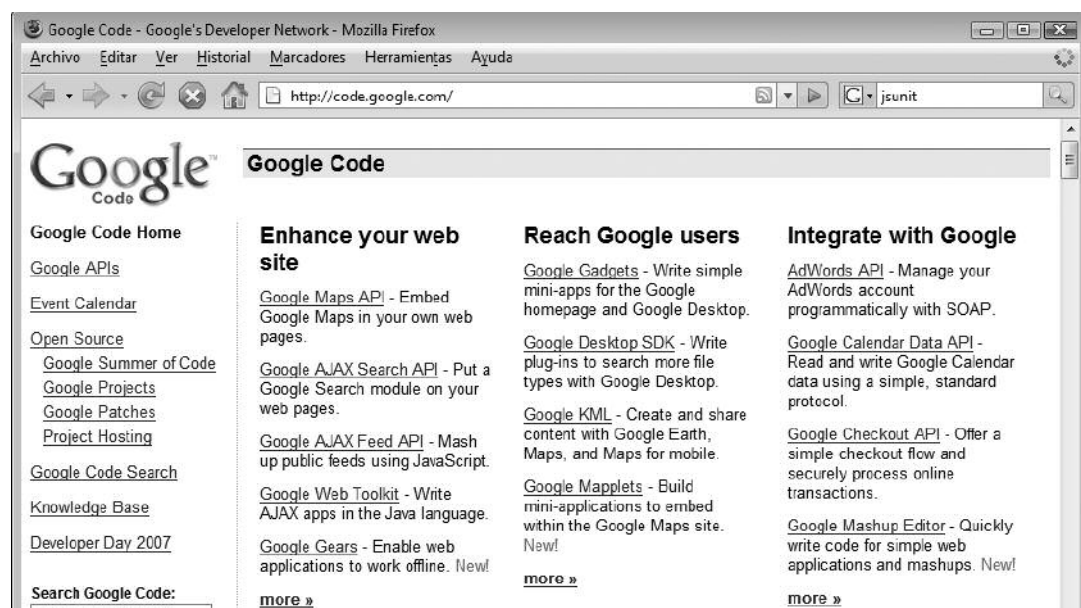 Google Code - Google's Developer Network - Mozilla Firefox
Archivo Editar Ver Historial Marcadores Herramientas Ayuda
http://code.google.com/
G jsunit
Google™
Code
Google Code
Google Code Home
Google APIs
Event Calendar
Open Source
Google Summer of Code
Google Projects
Google Patches
Project Hosting
Google Code Search
Knowledge Base
Developer Day 2007
Search Google Code:
Enhance your web
site
Google Maps API - Embed
Google Maps in your own web
pages.
Google AJAX Search API - Put a
Google Search module on your
web pages.
Google AJAX Feed API - Mash
up public feeds using JavaScript.
Google Web Toolkit - Write
AJAX apps in the Java language.
Google Gears - Enable web
applications to work offline. New!
more »
Reach Google users
Google Gadgets - Write simple
mini-apps for the Google
homepage and Google Desktop.
Google Desktop SDK - Write
plug-ins to search more file
types with Google Desktop.
Google KML - Create and share
content with Google Earth,
Maps, and Maps for mobile.
Google Mapplets - Build
mini-applications to embed
within the Google Maps site.
New!
more »
Integrate with Google
AdWords API - Manage your
AdWords account
programmatically with SOAP.
Google Calendar Data API -
Read and write Google Calendar
data using a simple, standard
protocol.
Google Checkout API - Offer a
simple checkout flow and
securely process online
transactions.
Google Mashup Editor - Quickly
write code for simple web
applications and mashups. New!
more »